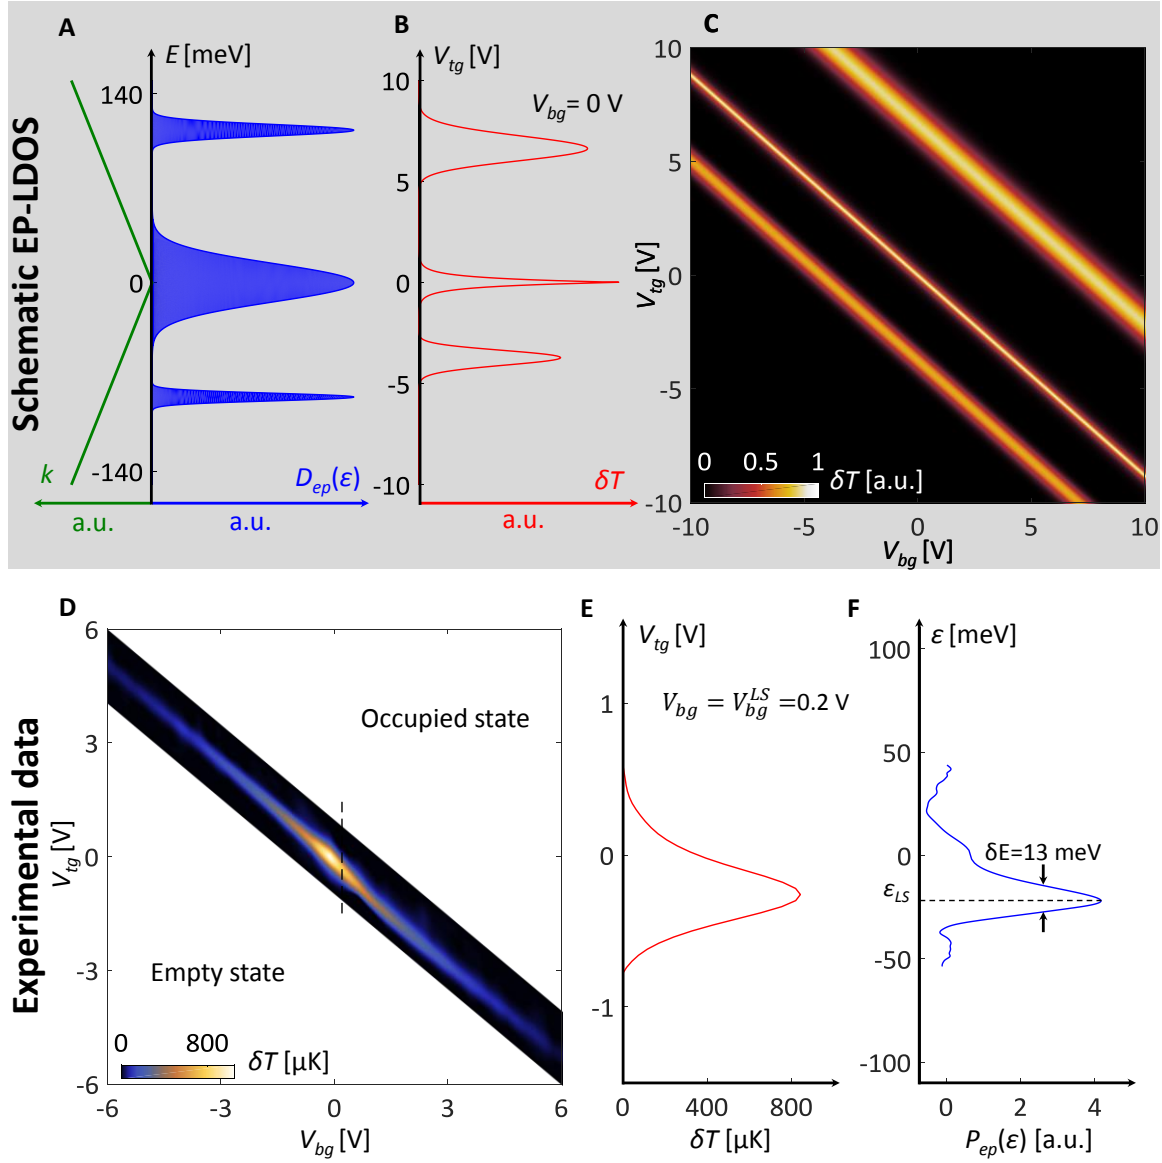 Schematic EP-LDOS
A
E [meV]
140
0
-140
k
a.u.
D_ep(ε)
a.u.
B
V_tg [V]
V_bg = 0 V
10
5
0
-5
-10
δT
a.u.
C
10
5
0
-5
-10
V_tg [V]
0 0.5 1
δT [a.u.]
-10 -5 0 5 10
V_bg [V]
Experimental data
D
6
3
0
-3
-6
V_tg [V]
Occupied state
Empty state
0 800
δT [µK]
-6 -3 0 3 6
V_bg [V]
E
V_tg [V]
V_bg = V_bg^LS =0.2 V
1
0
-1
0 400 800
δT [µK]
F
ε [meV]
100
50
0
δE=13 meV
ε_LS
-50
-100
0 2 4
P_ep(ε) [a.u.]